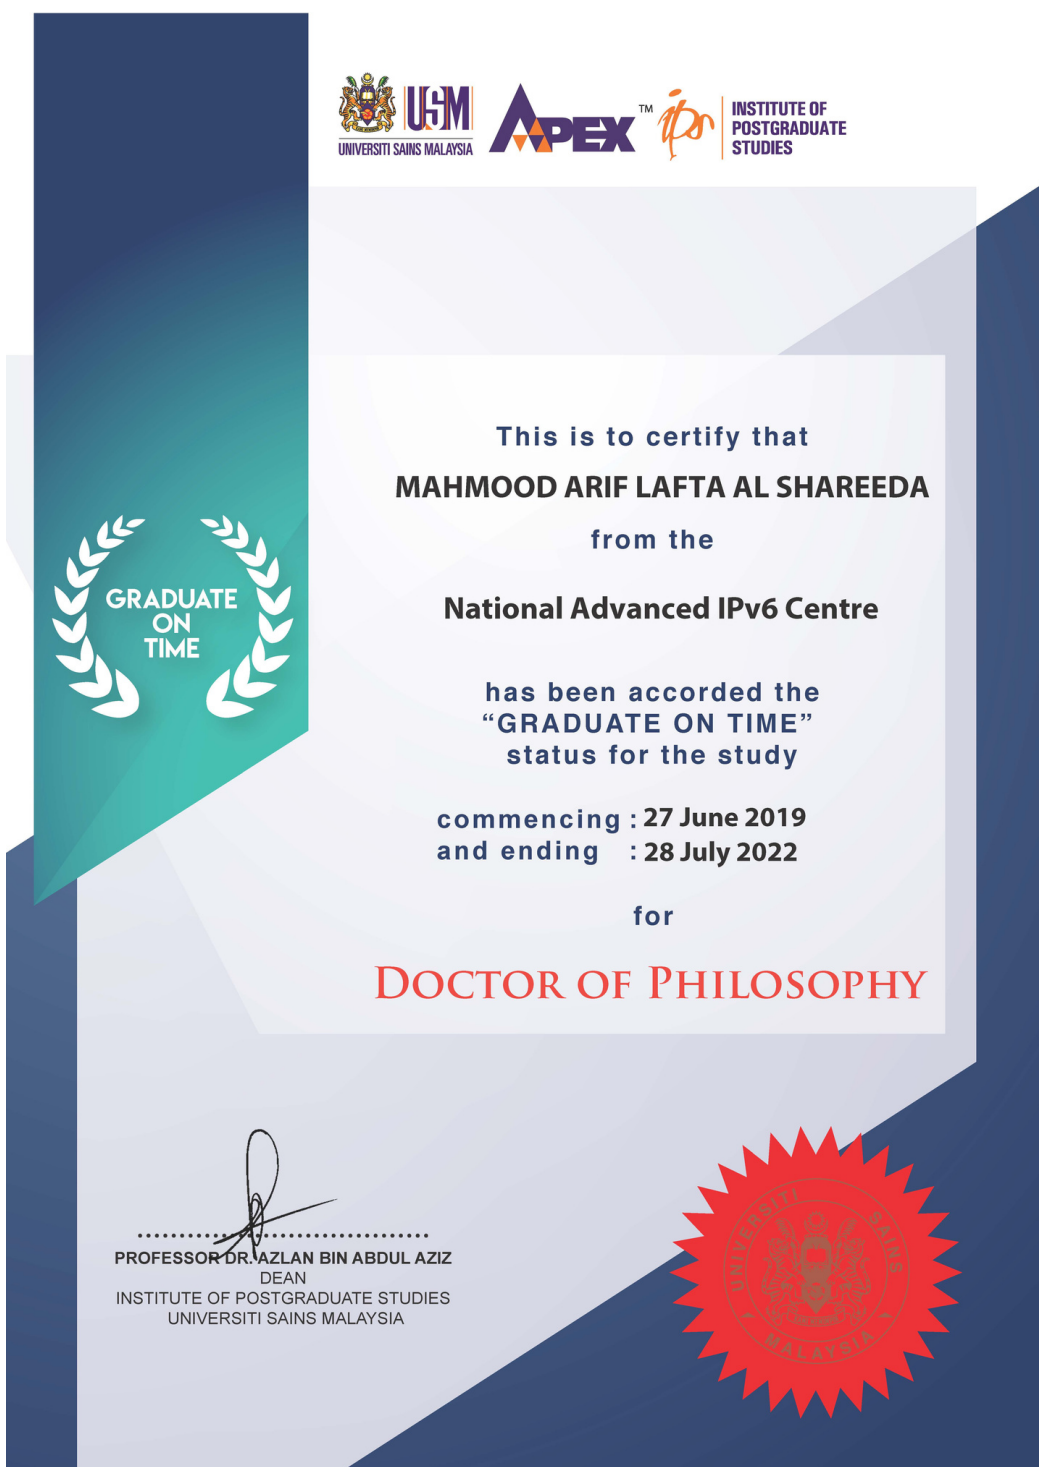 USM
UNIVERSITI SAINS MALAYSIA
APEX™
ips
INSTITUTE OF
POSTGRADUATE
STUDIES
This is to certify that
MAHMOOD ARIF LAFTA AL SHAREEDA
from the
National Advanced IPv6 Centre
GRADUATE
ON
TIME
has been accorded the
“GRADUATE ON TIME”
status for the study
commencing : 27 June 2019
and ending : 28 July 2022
for
DOCTOR OF PHILOSOPHY
PROFESSOR DR. AZLAN BIN ABDUL AZIZ
DEAN
INSTITUTE OF POSTGRADUATE STUDIES
UNIVERSITI SAINS MALAYSIA
UNIVERSITI SAINS
MALAYSIA